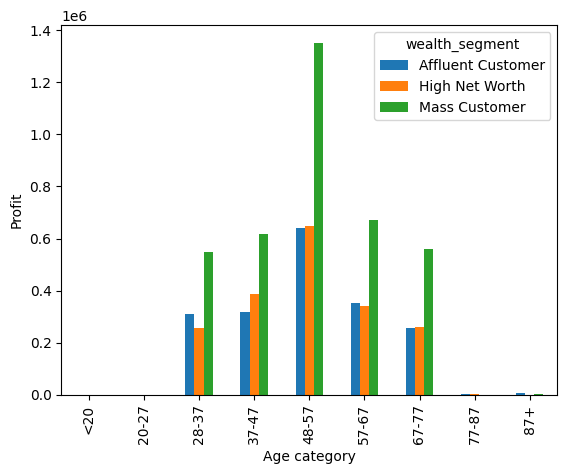 1e6
1.4
1.2
1.0
0.8
0.6
0.4
0.2
0.0
Profit
wealth_segment
Affluent Customer
High Net Worth
Mass Customer
<20
20-27
28-37
37-47
48-57
57-67
67-77
77-87
87+
Age category